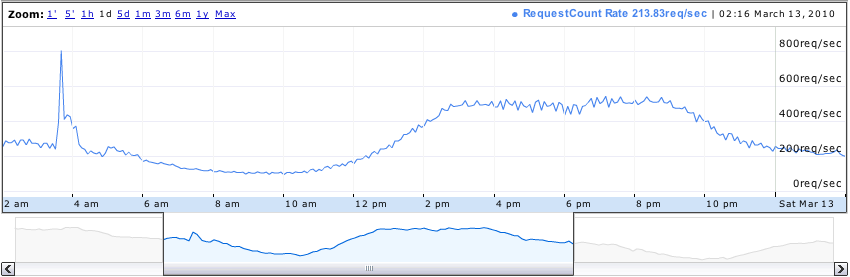 Zoom: 1' 5' 1h 1d 5d 1m 3m 6m 1y Max RequestCount Rate 213.83req/sec | 02:16 March 13, 2010
800req/sec
600req/sec
400req/sec
200req/sec
0req/sec
2 am 4 am 6 am 8 am 10 am 12 pm 2 pm 4 pm 6 pm 8 pm 10 pm Sat Mar 13